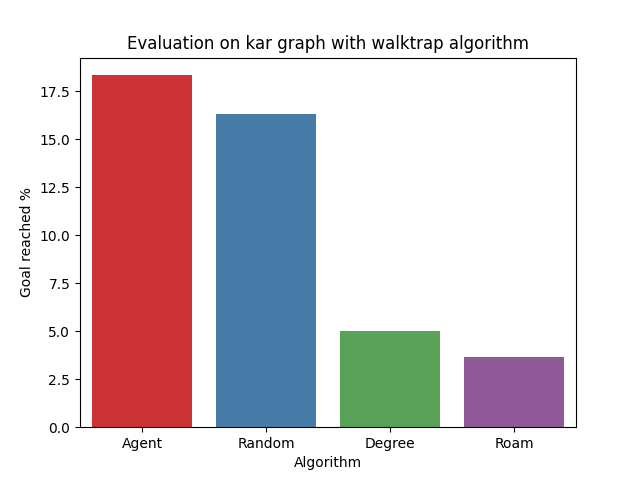 Evaluation on kar graph with walktrap algorithm
Goal reached %
17.5
15.0
12.5
10.0
7.5
5.0
2.5
0.0
Agent Random Degree Roam
Algorithm